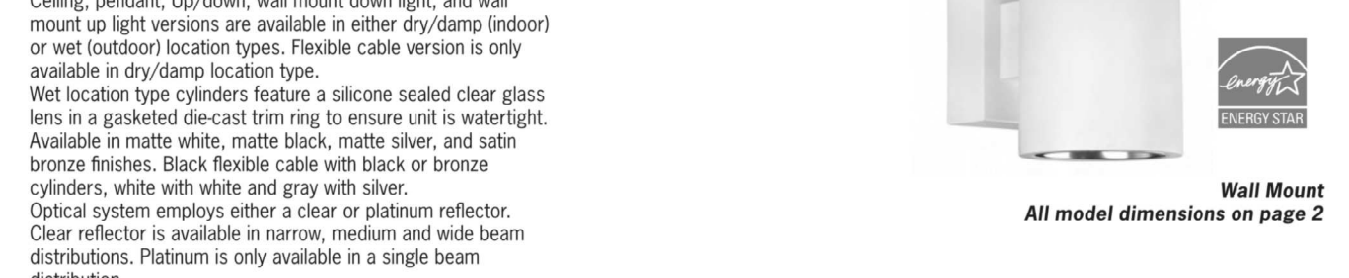 Ceiling, pendant, Up/down, wall mount down light, and wall
mount up light versions are available in either dry/damp (indoor)
or wet (outdoor) location types. Flexible cable version is only
available in dry/damp location type.
Wet location type cylinders feature a silicone sealed clear glass
lens in a gasketed die-cast trim ring to ensure unit is watertight.
Available in matte white, matte black, matte silver, and satin
bronze finishes. Black flexible cable with black or bronze
cylinders, white with white and gray with silver.
Optical system employs either a clear or platinum reflector.
Clear reflector is available in narrow, medium and wide beam
distributions. Platinum is only available in a single beam
distribution.
energy
ENERGY STAR
Wall Mount
All model dimensions on page 2